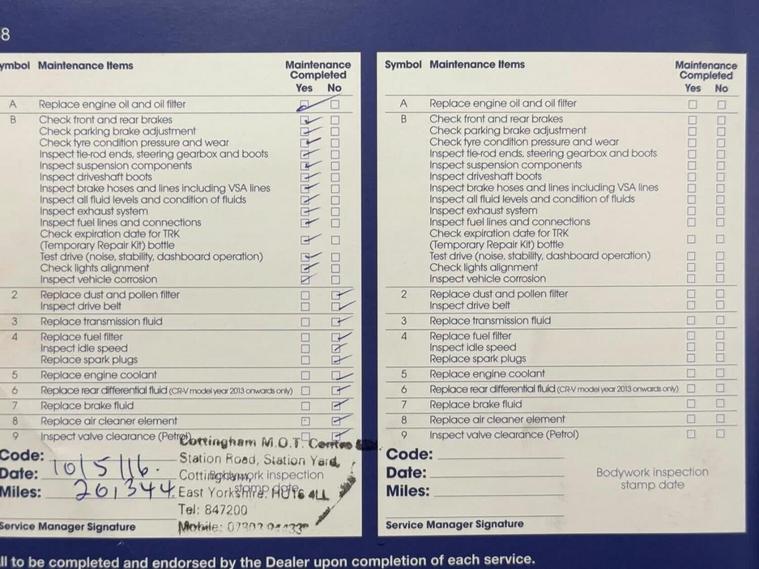 8
ymbol Maintenance Items Maintenance Completed Yes No
A Replace engine oil and oil filter
B Check front and rear brakes
Check parking brake adjustment
Check tyre condition pressure and wear
Inspect tie-rod ends, steering gearbox and boots
Inspect suspension components
Inspect driveshaft boots
Inspect brake hoses and lines including VSA lines
Inspect all fluid levels and condition of fluids
Inspect exhaust system
Inspect fuel lines and connections
Check expiration date for TRK
(Temporary Repair Kit) bottle
Test drive (noise, stability, dashboard operation)
Check lights alignment
Inspect vehicle corrosion
2 Replace dust and pollen filter
Inspect drive belt
3 Replace transmission fluid
4 Replace fuel filter
Inspect idle speed
Replace spark plugs
5 Replace engine coolant
6 Replace rear differential fluid (CR-V model year 2013 onwards only)
7 Replace brake fluid
8 Replace air cleaner element
9 Inspect valve clearance (Petrol)
Code:
Date: 10/5/16.
Miles: 26,344
Service Manager Signature
Bodywork inspection
stamp date
Cottingham M.O.T. Centre
Station Road, Station Yard,
Cottingham
East Yorkshire. HU16 4LL
Tel: 847200
Mobile:
Symbol Maintenance Items Maintenance Completed Yes No
A Replace engine oil and oil filter
B Check front and rear brakes
Check parking brake adjustment
Check tyre condition pressure and wear
Inspect tie-rod ends, steering gearbox and boots
Inspect suspension components
Inspect driveshaft boots
Inspect brake hoses and lines including VSA lines
Inspect all fluid levels and condition of fluids
Inspect exhaust system
Inspect fuel lines and connections
Check expiration date for TRK
(Temporary Repair Kit) bottle
Test drive (noise, stability, dashboard operation)
Check lights alignment
Inspect vehicle corrosion
2 Replace dust and pollen filter
Inspect drive belt
3 Replace transmission fluid
4 Replace fuel filter
Inspect idle speed
Replace spark plugs
5 Replace engine coolant
6 Replace rear differential fluid (CR-V model year 2013 onwards only)
7 Replace brake fluid
8 Replace air cleaner element
9 Inspect valve clearance (Petrol)
Code:
Date:
Miles:
Bodywork inspection
stamp date
Service Manager Signature
ll to be completed and endorsed by the Dealer upon completion of each service.